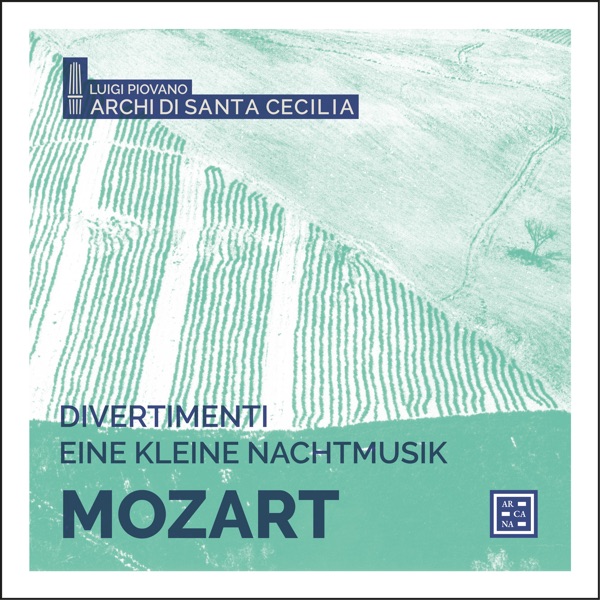 LUIGI PIOVANO
ARCHI DI SANTA CECILIA
DIVERTIMENTI
EINE KLEINE NACHTMUSIK
MOZART
AR
CA
NA